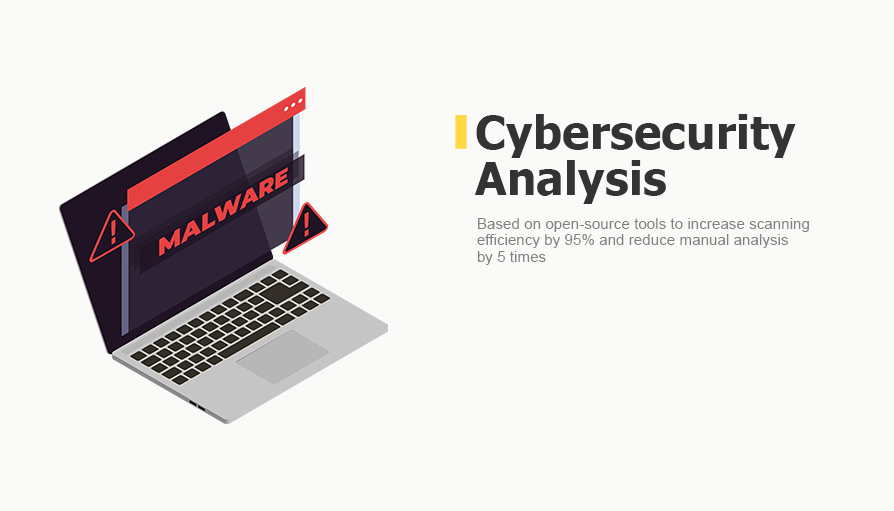 MALWARE
Cybersecurity
Analysis
Based on open-source tools to increase scanning
efficiency by 95% and reduce manual analysis
by 5 times